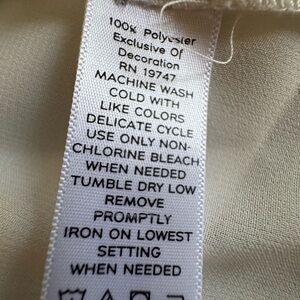 100% Polyester
Exclusive Of
Decoration
RN 19747
MACHINE WASH
COLD WITH
LIKE COLORS
DELICATE CYCLE
USE ONLY NON-
CHLORINE BLEACH
WHEN NEEDED
TUMBLE DRY LOW
REMOVE
PROMPTLY
IRON ON LOWEST
SETTING
WHEN NEEDED